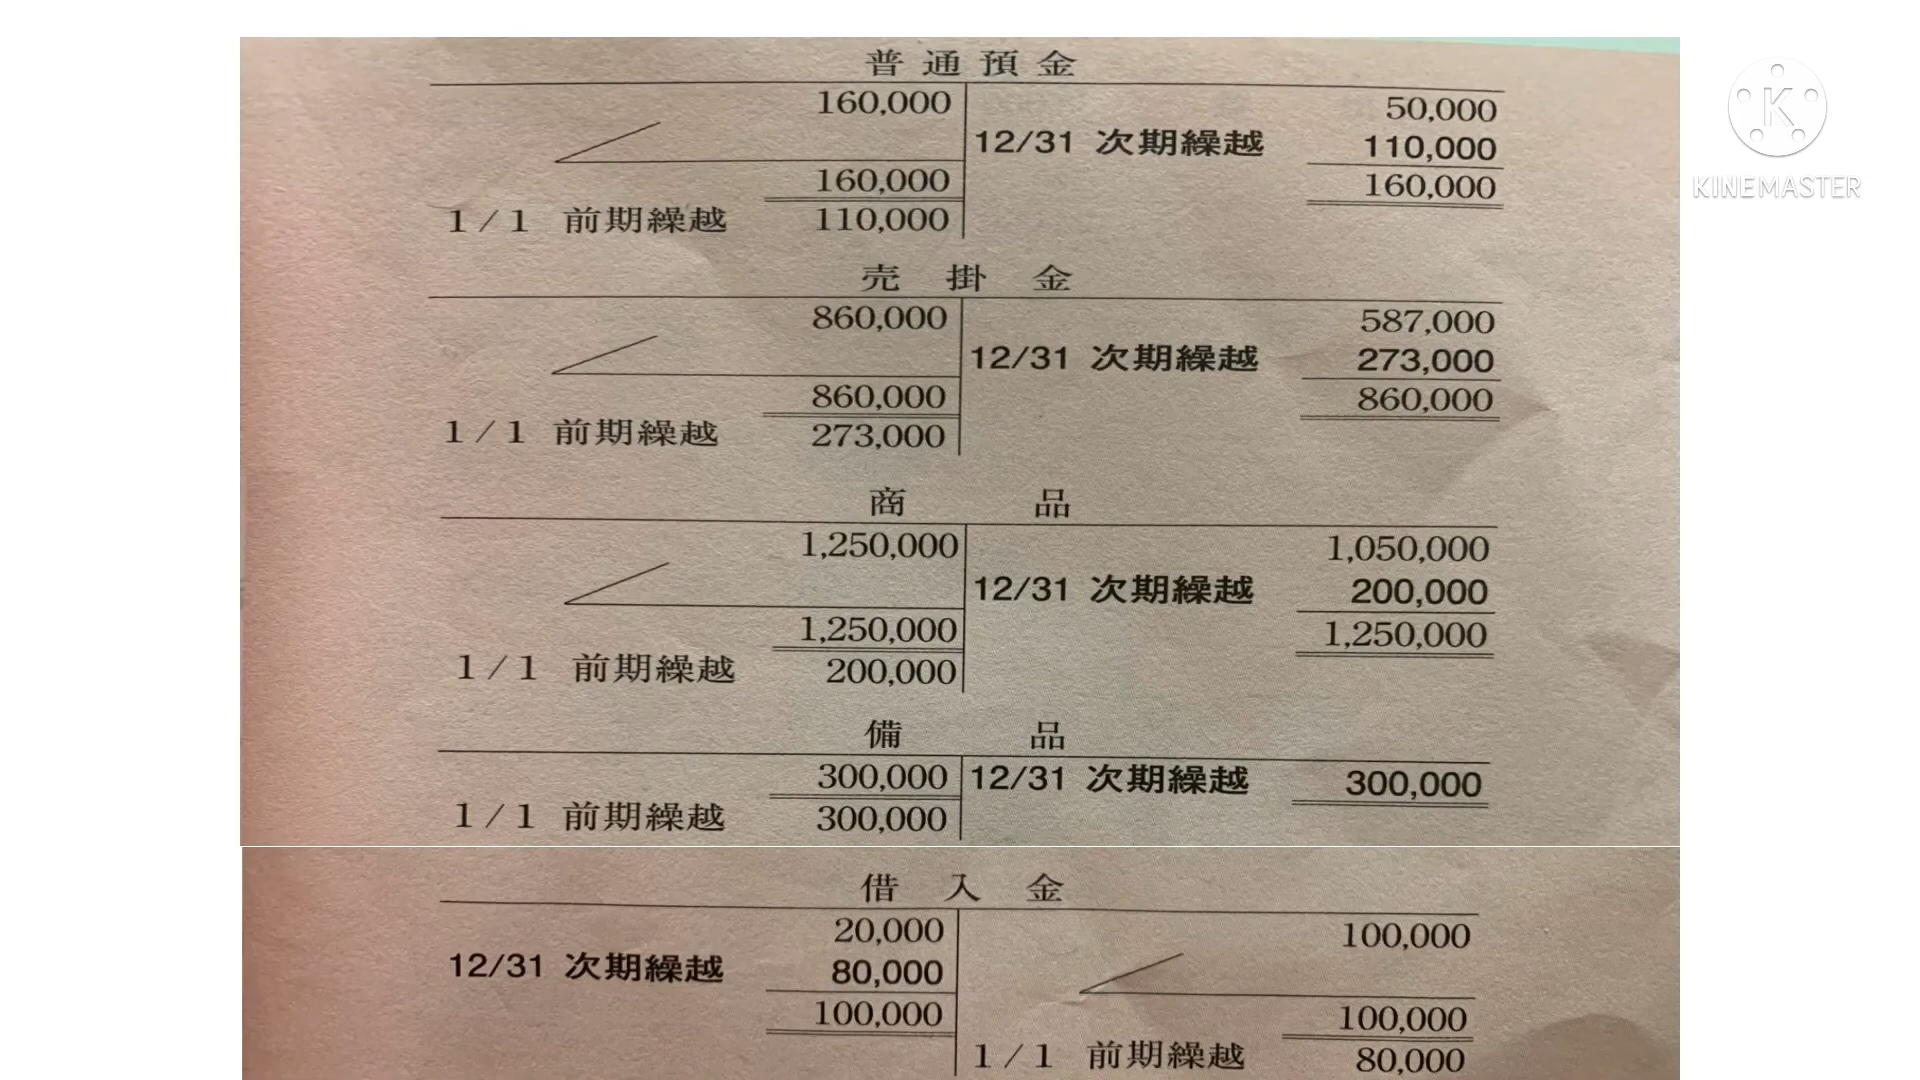 普通預金
160,000 50,000
12/31 次期繰越 110,000
160,000 160,000
1/1 前期繰越 110,000
売掛金
860,000 587,000
12/31 次期繰越 273,000
860,000 860,000
1/1 前期繰越 273,000
商品
1,250,000 1,050,000
12/31 次期繰越 200,000
1,250,000 1,250,000
1/1 前期繰越 200,000
備品
300,000 12/31 次期繰越 300,000
1/1 前期繰越 300,000
借入金
20,000 100,000
12/31 次期繰越 80,000
100,000 100,000
1/1 前期繰越 80,000
K
KINEMASTER